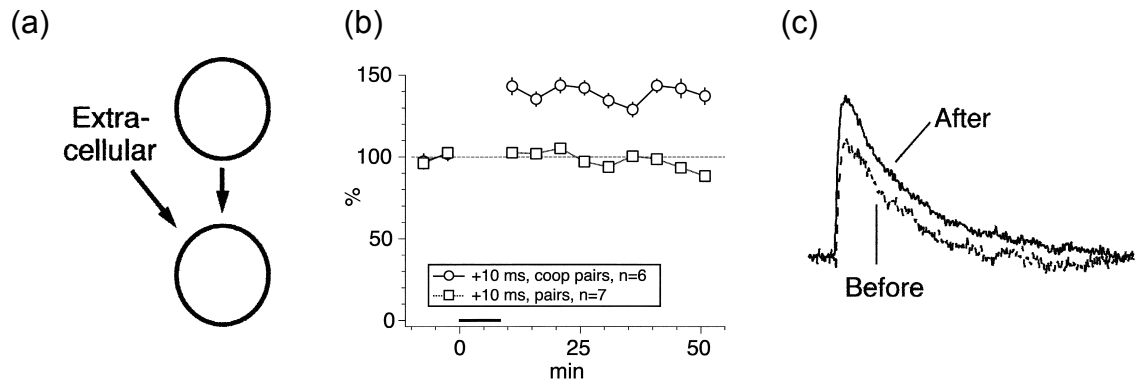 (a)
Extra-
cellular
(b)
150
100
50
0
%
+10 ms, coop pairs, n=6
+10 ms, pairs, n=7
0
25
50
min
(c)
After
Before